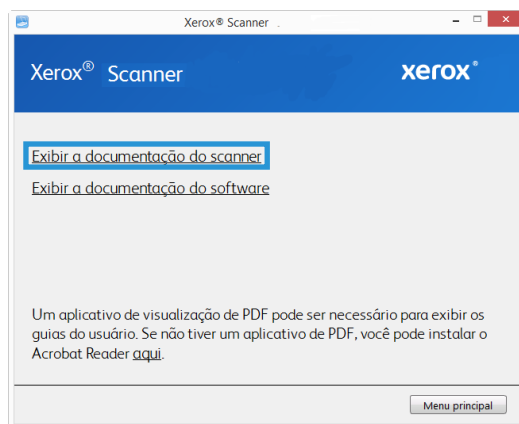 Xerox® Scanner .
Xerox® Scanner
xerox®
Exibir a documentação do scanner
Exibir a documentação do software
Um aplicativo de visualização de PDF pode ser necessário para exibir os
guias do usuário. Se não tiver um aplicativo de PDF, você pode instalar o
Acrobat Reader aqui.
Menu principal